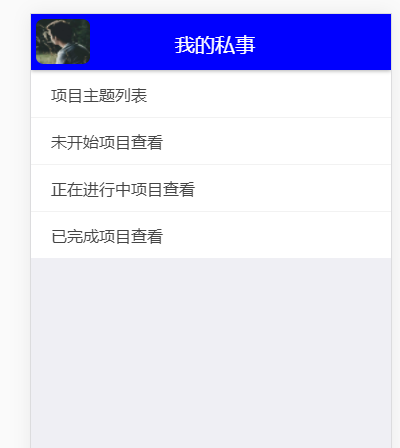 我的私事
项目主题列表
未开始项目查看
正在进行中项目查看
已完成项目查看